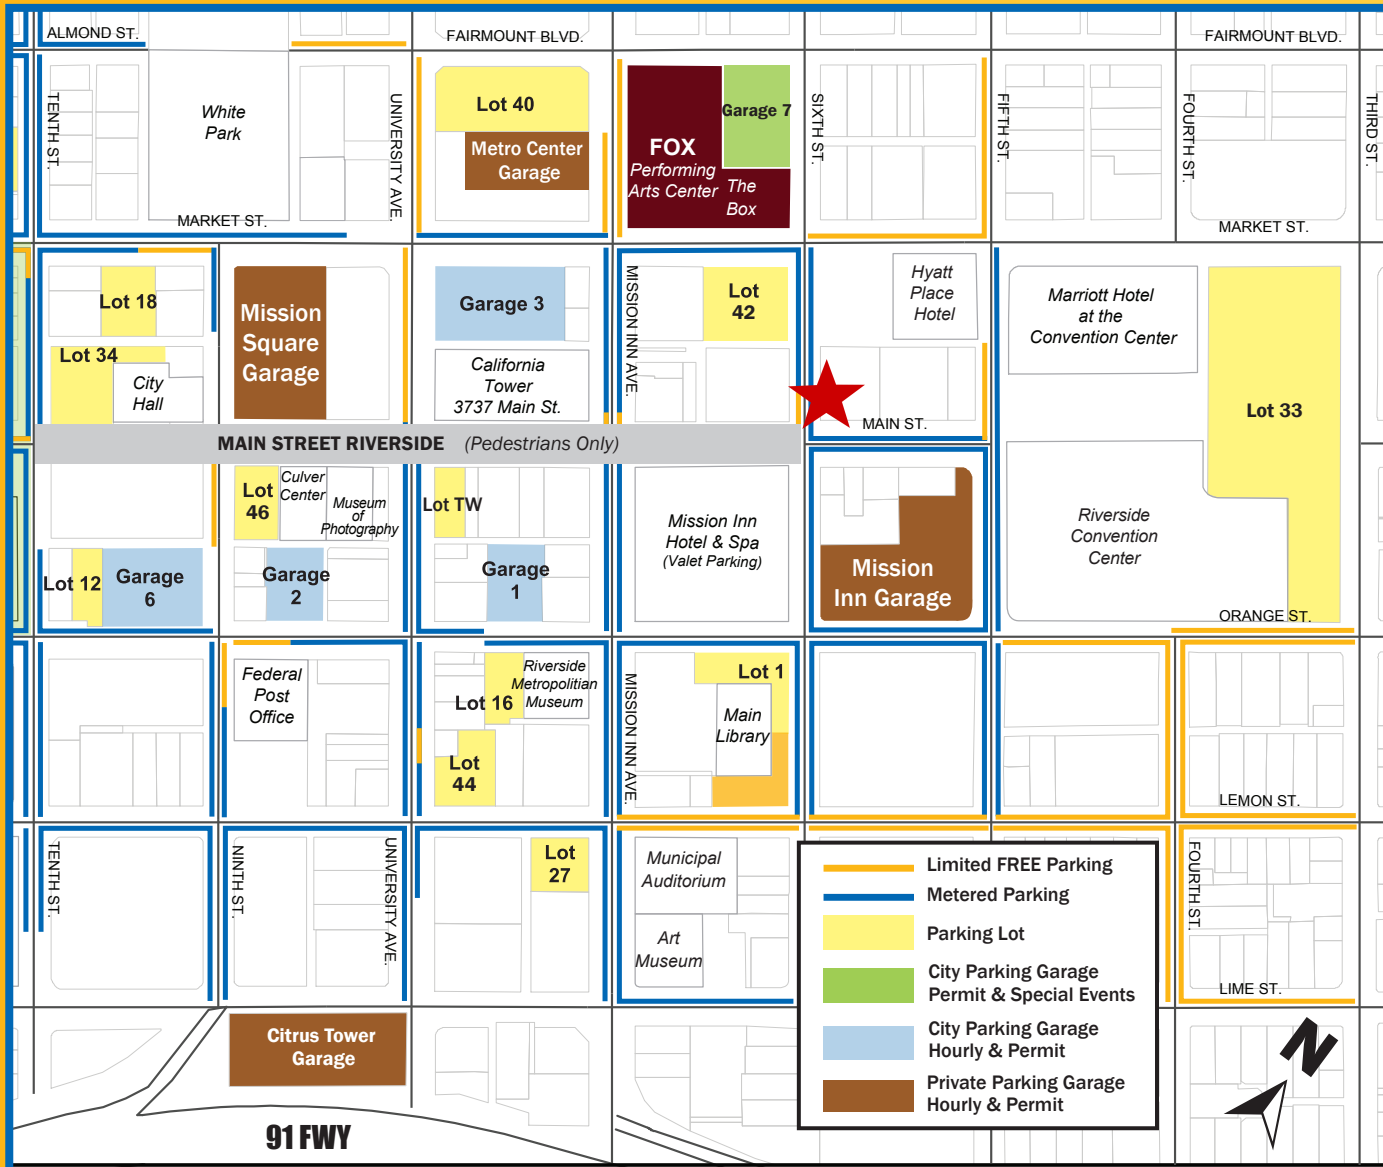 ALMOND ST.
FAIRMOUNT BLVD.
FAIRMOUNT BLVD.
TENTH ST.
White
Park
UNIVERSITY AVE.
Lot 40
Metro Center
Garage
FOX
Performing
Arts Center
The
Box
Garage 7
SIXTH ST.
FIFTH ST.
FOURTH ST.
THIRD ST.
MARKET ST.
MARKET ST.
Lot 18
Lot 34
City
Hall
Mission
Square
Garage
Garage 3
California
Tower
3737 Main St.
MISSION INN AVE.
Lot
42
Hyatt
Place
Hotel
Marriott Hotel
at the
Convention Center
Lot 33
MAIN ST.
MAIN STREET RIVERSIDE (Pedestrians Only)
Lot
46
Culver
Center
Museum
of
Photography
Lot TW
Mission Inn
Hotel & Spa
(Valet Parking)
Riverside
Convention
Center
Lot 12
Garage
6
Garage
2
Garage
1
Mission
Inn Garage
ORANGE ST.
Federal
Post
Office
Lot 16
Riverside
Metropolitian
Museum
Lot
44
MISSION INN AVE.
Lot 1
Main
Library
LEMON ST.
TENTH ST.
NINTH ST.
UNIVERSITY AVE.
Lot
27
Municipal
Auditorium
Art
Museum
FOURTH ST.
LIME ST.
Limited FREE Parking
Metered Parking
Parking Lot
City Parking Garage
Permit & Special Events
City Parking Garage
Hourly & Permit
Private Parking Garage
Hourly & Permit
Citrus Tower
Garage
91 FWY
N